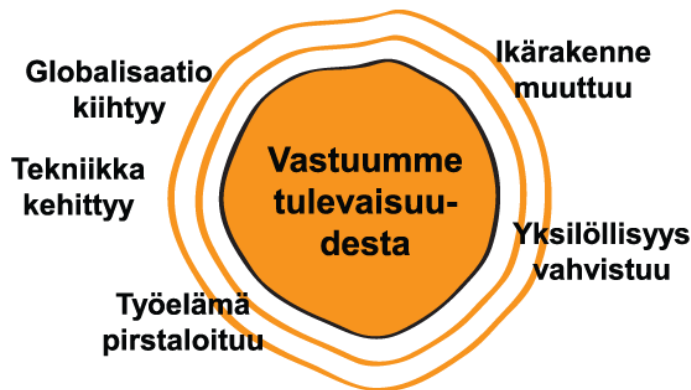 Globalisaatio
kiihtyy
Ikärakenne
muuttuu
Tekniikka
kehittyy
Vastuumme
tulevaisuu-
desta
Yksilöllisyys
vahvistuu
Työelämä
pirstaloituu